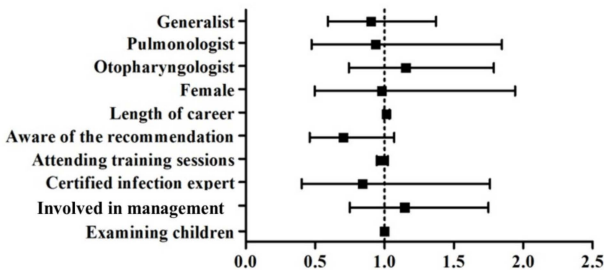 Generalist
Pulmonologist
Otopharyngologist
Female
Length of career
Aware of the recommendation
Attending training sessions
Certified infection expert
Involved in management
Examining children
0.0 0.5 1.0 1.5 2.0 2.5